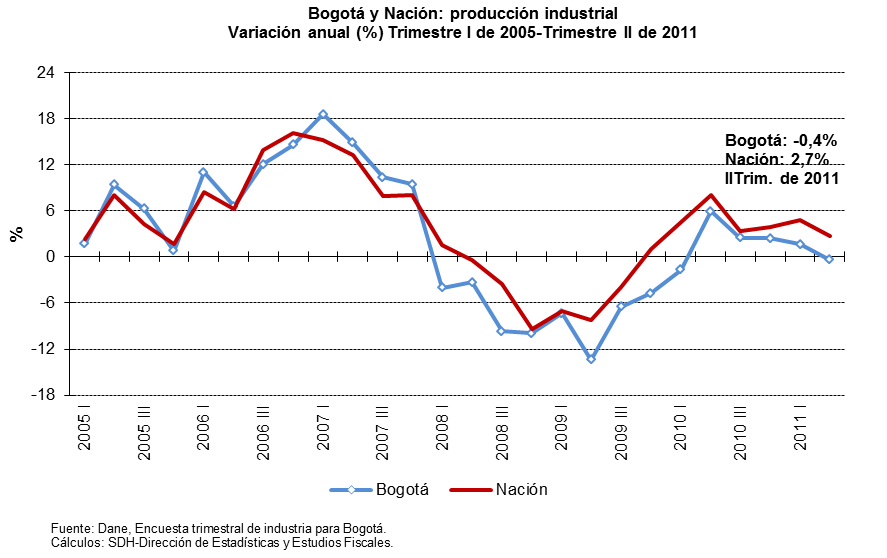 Bogotá y Nación: producción industrial
Variación anual (%) Trimestre I de 2005-Trimestre II de 2011
24
18
12
6
0
-6
-12
-18
%
Bogotá: -0,4%
Nación: 2,7%
IITrim. de 2011
2005 I
2005 III
2006 I
2006 III
2007 I
2007 III
2008 I
2008 III
2009 I
2009 III
2010 I
2010 III
2011 I
Bogotá
Nación
Fuente: Dane, Encuesta trimestral de industria para Bogotá.
Cálculos: SDH-Dirección de Estadísticas y Estudios Fiscales.